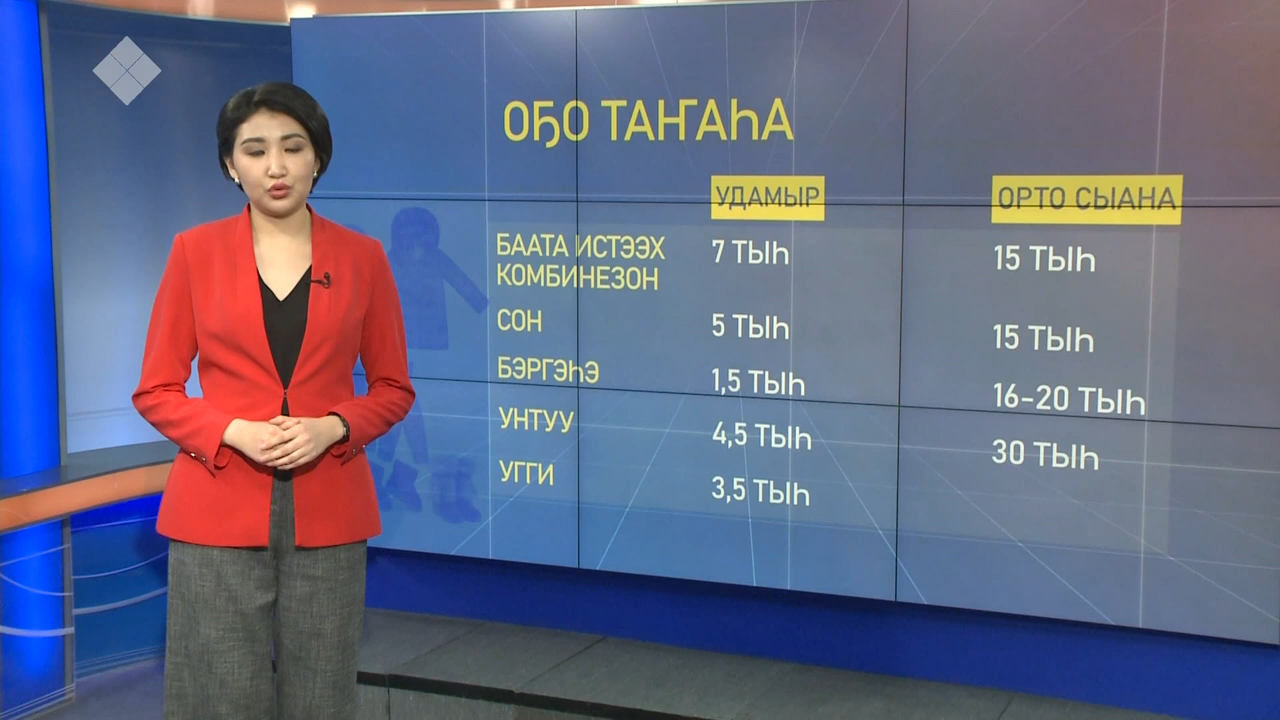 ОҔО ТАҤАҺА
УДАМЫР ОРТО СЫАНА
БААТА ИСТЭЭХ
КОМБИНЕЗОН 7 ТЫҺ 15 ТЫҺ
СОН 5 ТЫҺ 15 ТЫҺ
БЭРГЭҺЭ 1,5 ТЫҺ 16-20 ТЫҺ
УНТУУ 4,5 ТЫҺ 30 ТЫҺ
УГГИ 3,5 ТЫҺ